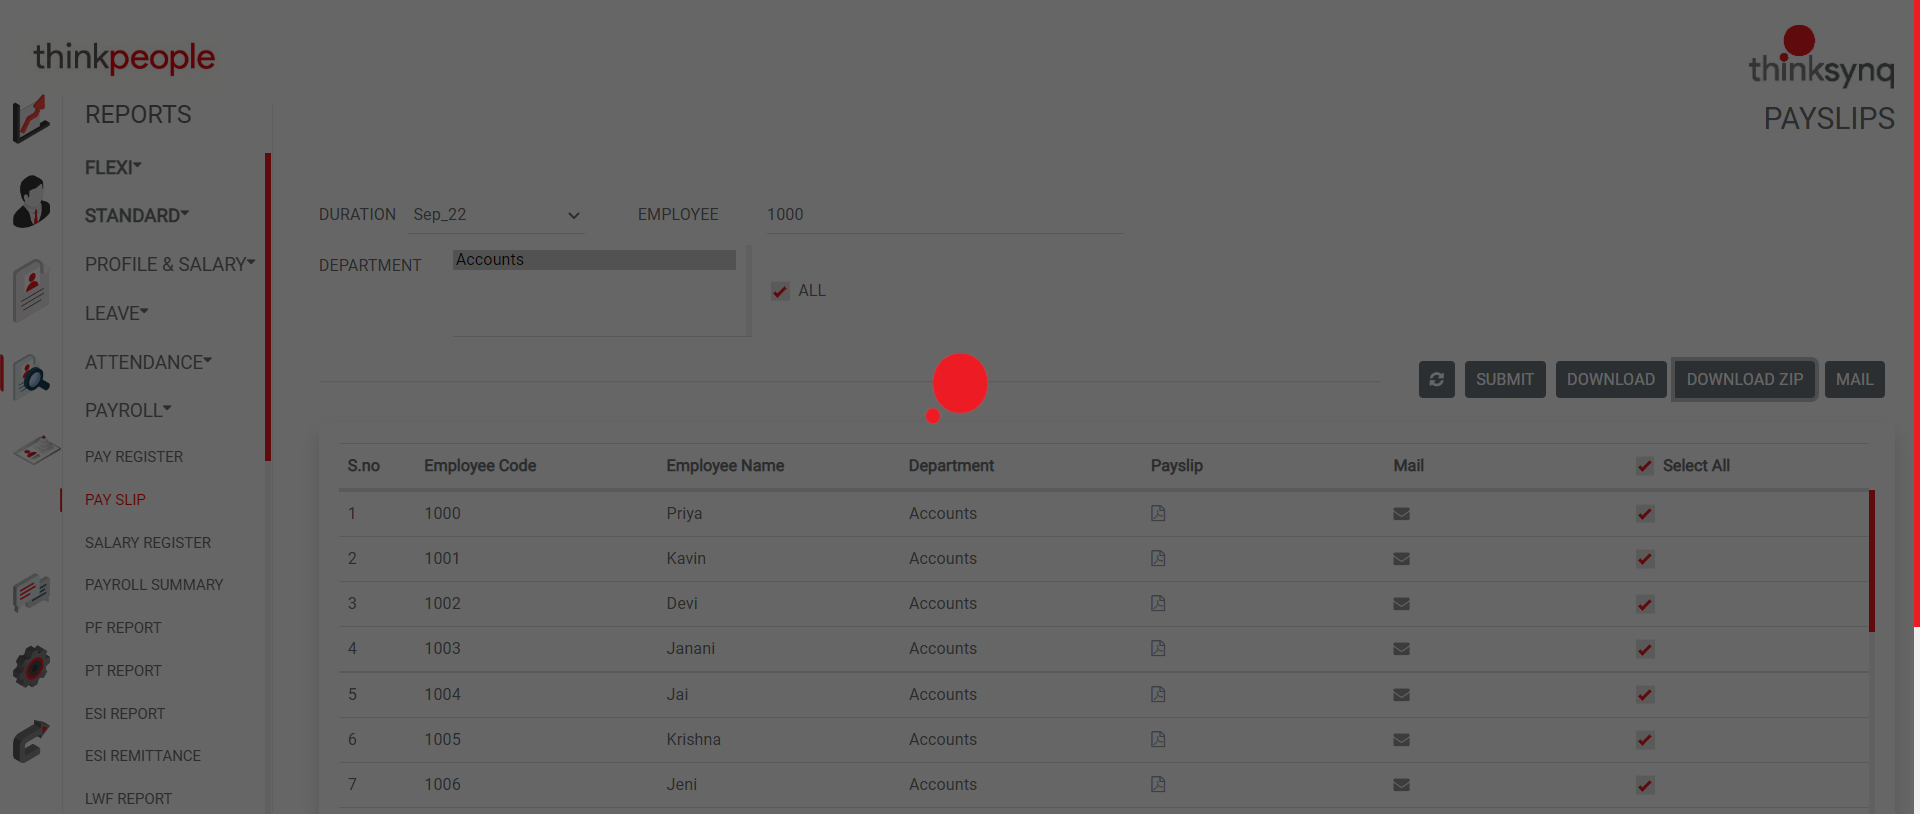 thinkpeople
thinksynq
REPORTS
PAYSLIPS
FLEXI
STANDARD
PROFILE & SALARY
LEAVE
ATTENDANCE
PAYROLL
PAY REGISTER
PAY SLIP
SALARY REGISTER
PAYROLL SUMMARY
PF REPORT
PT REPORT
ESI REPORT
ESI REMITTANCE
LWF REPORT
DURATION Sep_22 EMPLOYEE 1000
DEPARTMENT Accounts
ALL
SUBMIT DOWNLOAD DOWNLOAD ZIP MAIL
S.no Employee Code Employee Name Department Payslip Mail Select All
1 1000 Priya Accounts
2 1001 Kavin Accounts
3 1002 Devi Accounts
4 1003 Janani Accounts
5 1004 Jai Accounts
6 1005 Krishna Accounts
7 1006 Jeni Accounts